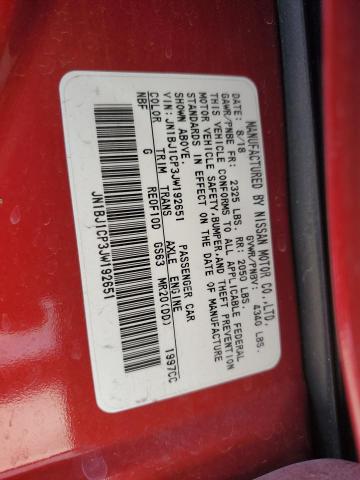 MANUFACTURED BY NISSAN MOTOR CO.,LTD.
DATE: 8/18 GVWR/PNBV: 4340 LBS.
GAWR/PNBE FR: 2325 LBS. RR: 2050 LBS.
THIS VEHICLE CONFORMS TO ALL APPLICABLE FEDERAL
MOTOR VEHICLE SAFETY,BUMPER,AND THEFT PREVENTION
STANDARDS IN EFFECT ON THE DATE OF MANUFACTURE
SHOWN ABOVE.
VIN: JN1BJ1CP3JW192651 PASSENGER CAR
COLOR TRIM TRANS AXLE ENGINE
NBF G RE0F10D GS63 MR20(DD) 1997CC
JN1BJ1CP3JW192651